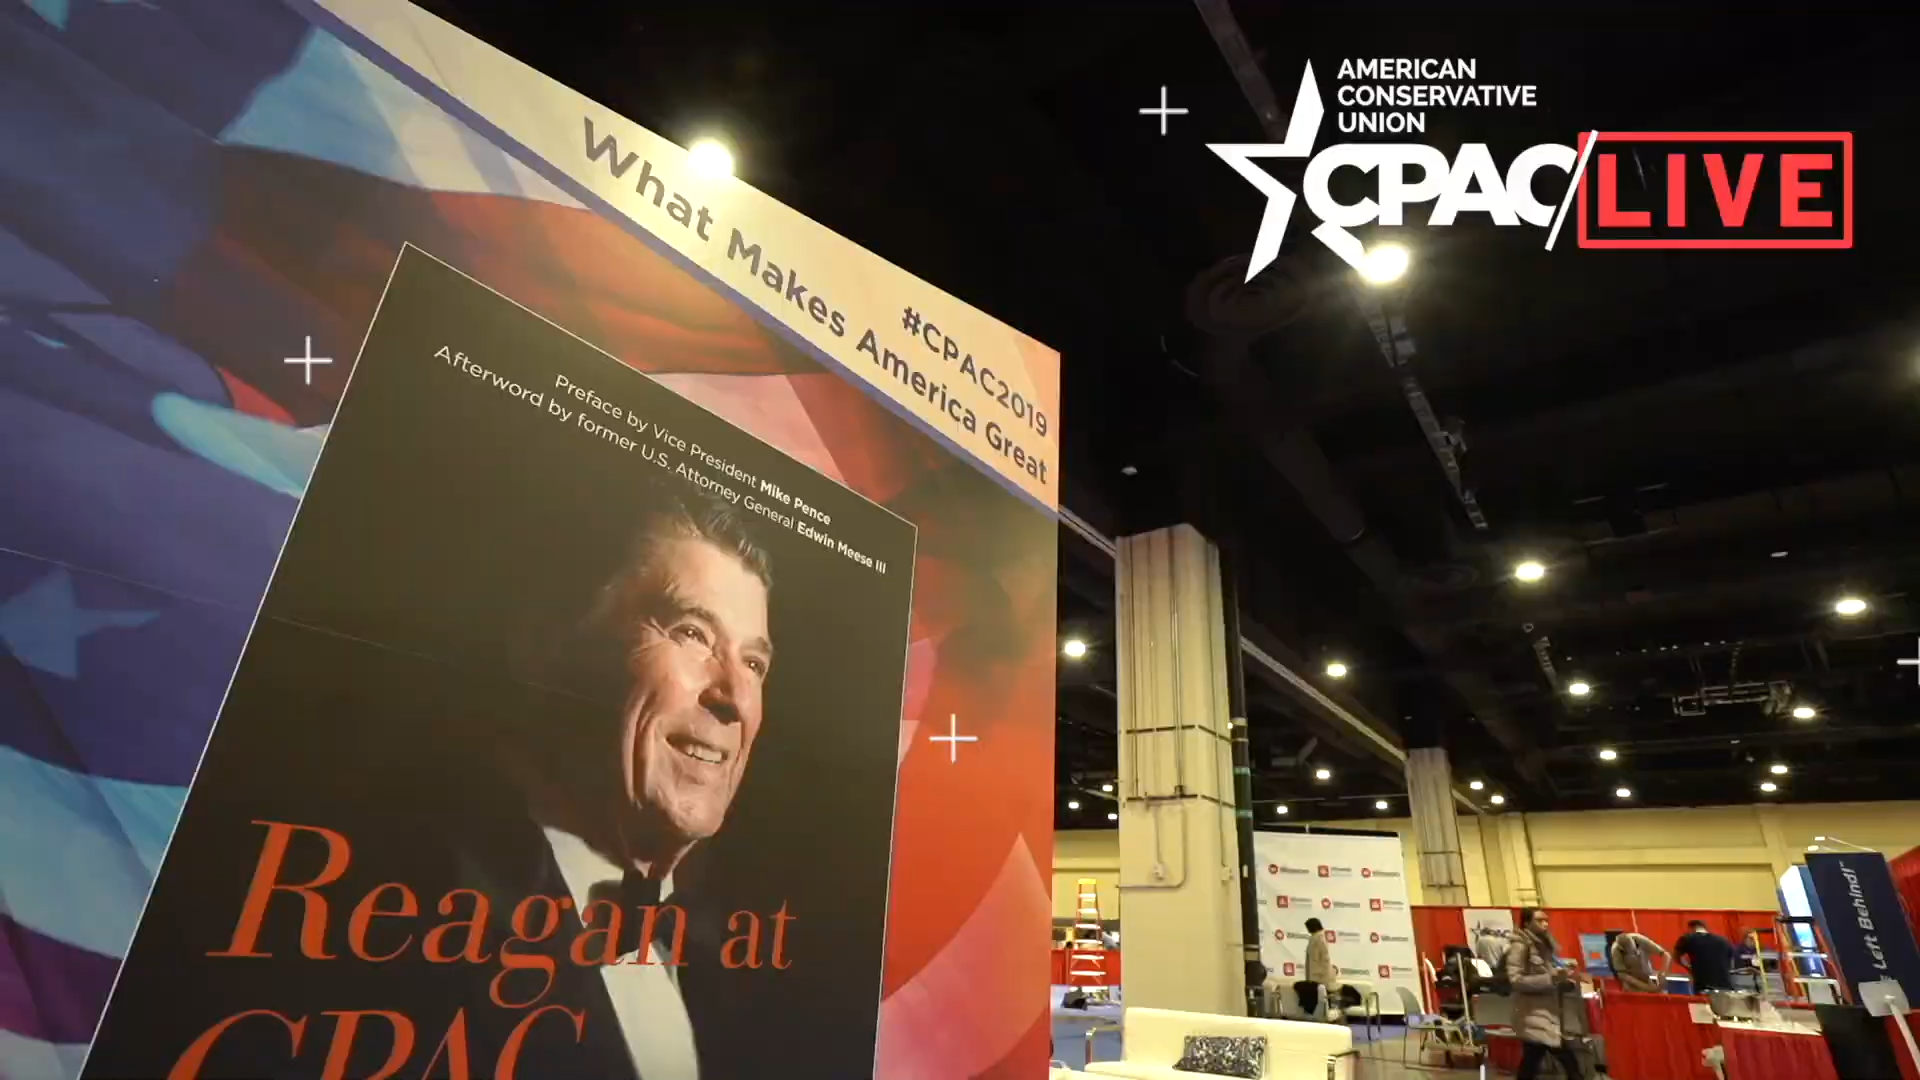 AMERICAN
CONSERVATIVE
UNION
CPAC/LIVE
#CPAC2019
What Makes America Great
Preface by Vice President Mike Pence
Afterword by former U.S. Attorney General Edwin Meese III
Reagan at
CPAC
Left Behind!